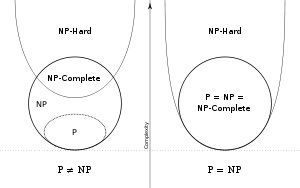 NP-Hard
NP-Complete
NP
P
P ≠ NP
Complexity
NP-Hard
P = NP =
NP-Complete
P = NP